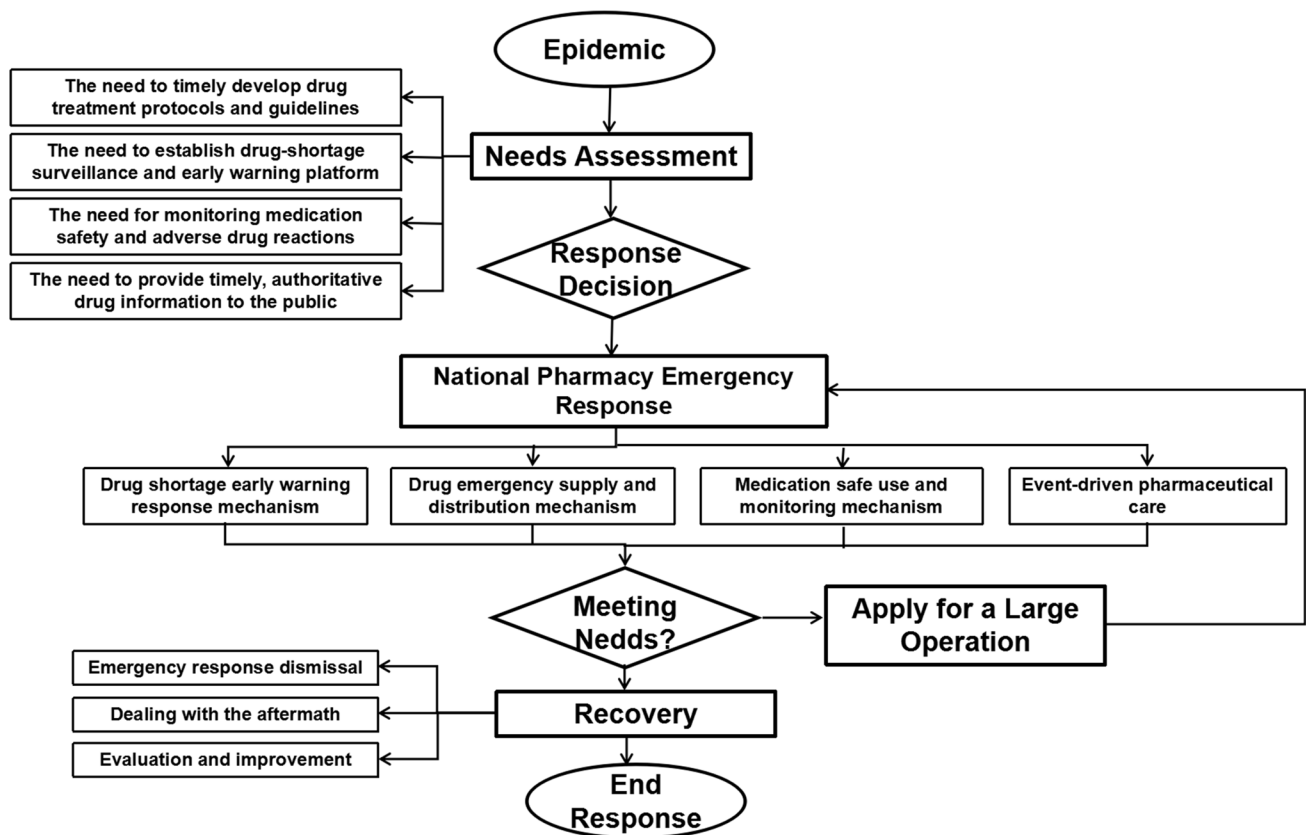 Epidemic
The need to timely develop drug
treatment protocols and guidelines
The need to establish drug-shortage
surveillance and early warning platform
The need for monitoring medication
safety and adverse drug reactions
The need to provide timely, authoritative
drug information to the public
Needs Assessment
Response
Decision
National Pharmacy Emergency
Response
Drug shortage early warning
response mechanism
Drug emergency supply and
distribution mechanism
Medication safe use and
monitoring mechanism
Event-driven pharmaceutical
care
Meeting
Nedds?
Apply for a Large
Operation
Emergency response dismissal
Dealing with the aftermath
Evaluation and improvement
Recovery
End
Response